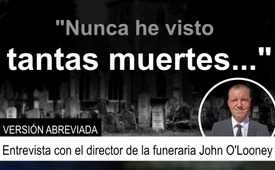 "Nunca he visto
tantas muertes..."
VERSIÓN ABREVIADA
Entrevista con el director de la funeraria John O'Looney